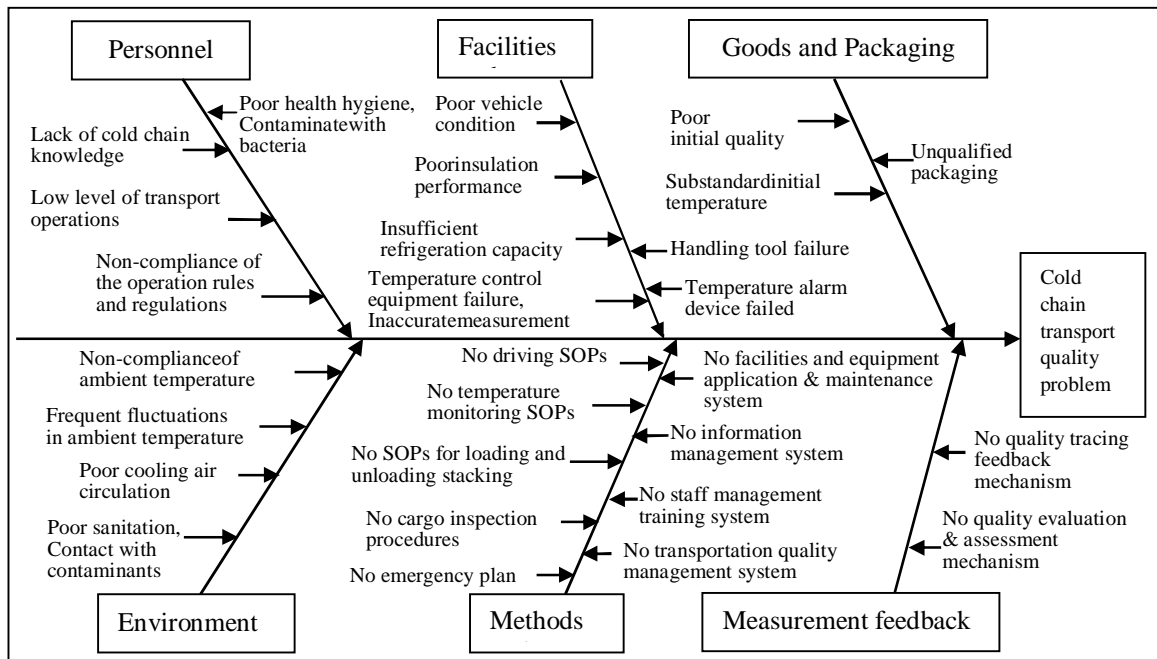 Personnel
Facilities
Goods and Packaging
Poor health hygiene,
Contaminatewith
bacteria
Lack of cold chain
knowledge
Low level of transport
operations
Non-compliance of
the operation rules
and regulations
Poor vehicle
condition
Poorinsulation
performance
Insufficient
refrigeration capacity
Handling tool failure
Temperature control
equipment failure,
Inaccuratemeasurement
Temperature alarm
device failed
Poor
initial quality
Unqualified
packaging
Substandardinitial
temperature
Cold
chain
transport
quality
problem
Non-complianceof
ambient temperature
Frequent fluctuations
in ambient temperature
Poor cooling air
circulation
Poor sanitation,
Contact with
contaminants
No driving SOPs
No facilities and equipment
application & maintenance
system
No temperature
monitoring SOPs
No information
management system
No SOPs for loading and
unloading stacking
No staff management
training system
No cargo inspection
procedures
No transportation quality
management system
No emergency plan
No quality tracing
feedback
mechanism
No quality evaluation
& assessment
mechanism
Environment
Methods
Measurement feedback